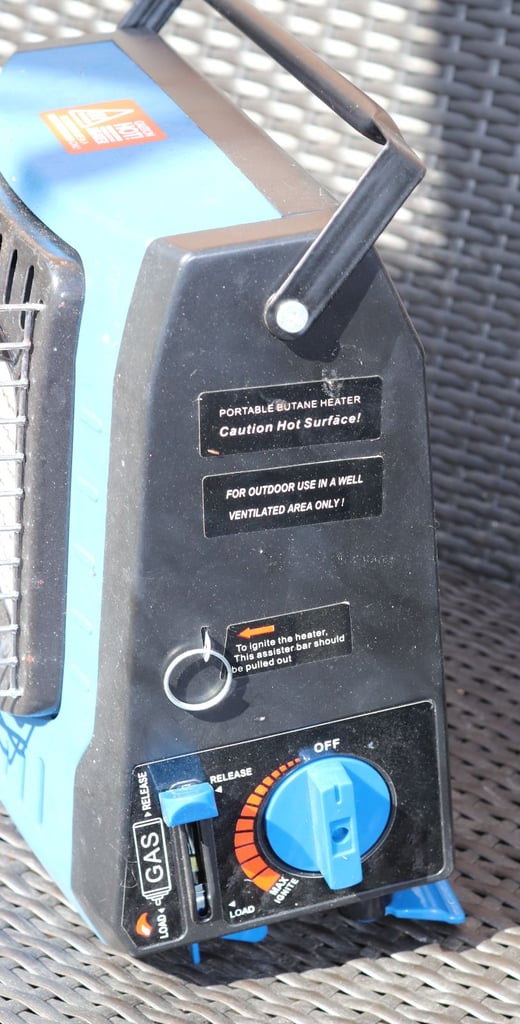 PORTABLE BUTANE HEATER
Caution Hot Surface!
FOR OUTDOOR USE IN A WELL
VENTILATED AREA ONLY !
To ignite the heater,
This assister bar should
be pulled out
OFF
RELEASE
RELEASE
GAS
LOAD
LOAD
MAX
IGNITE